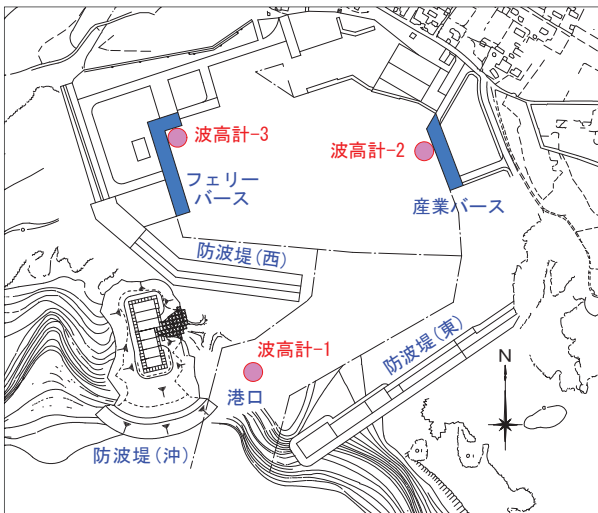 波高計-3
波高計-2
フェリー
バース
産業バース
防波堤(西)
波高計-1
防波堤(東)
港口
N
防波堤(沖)